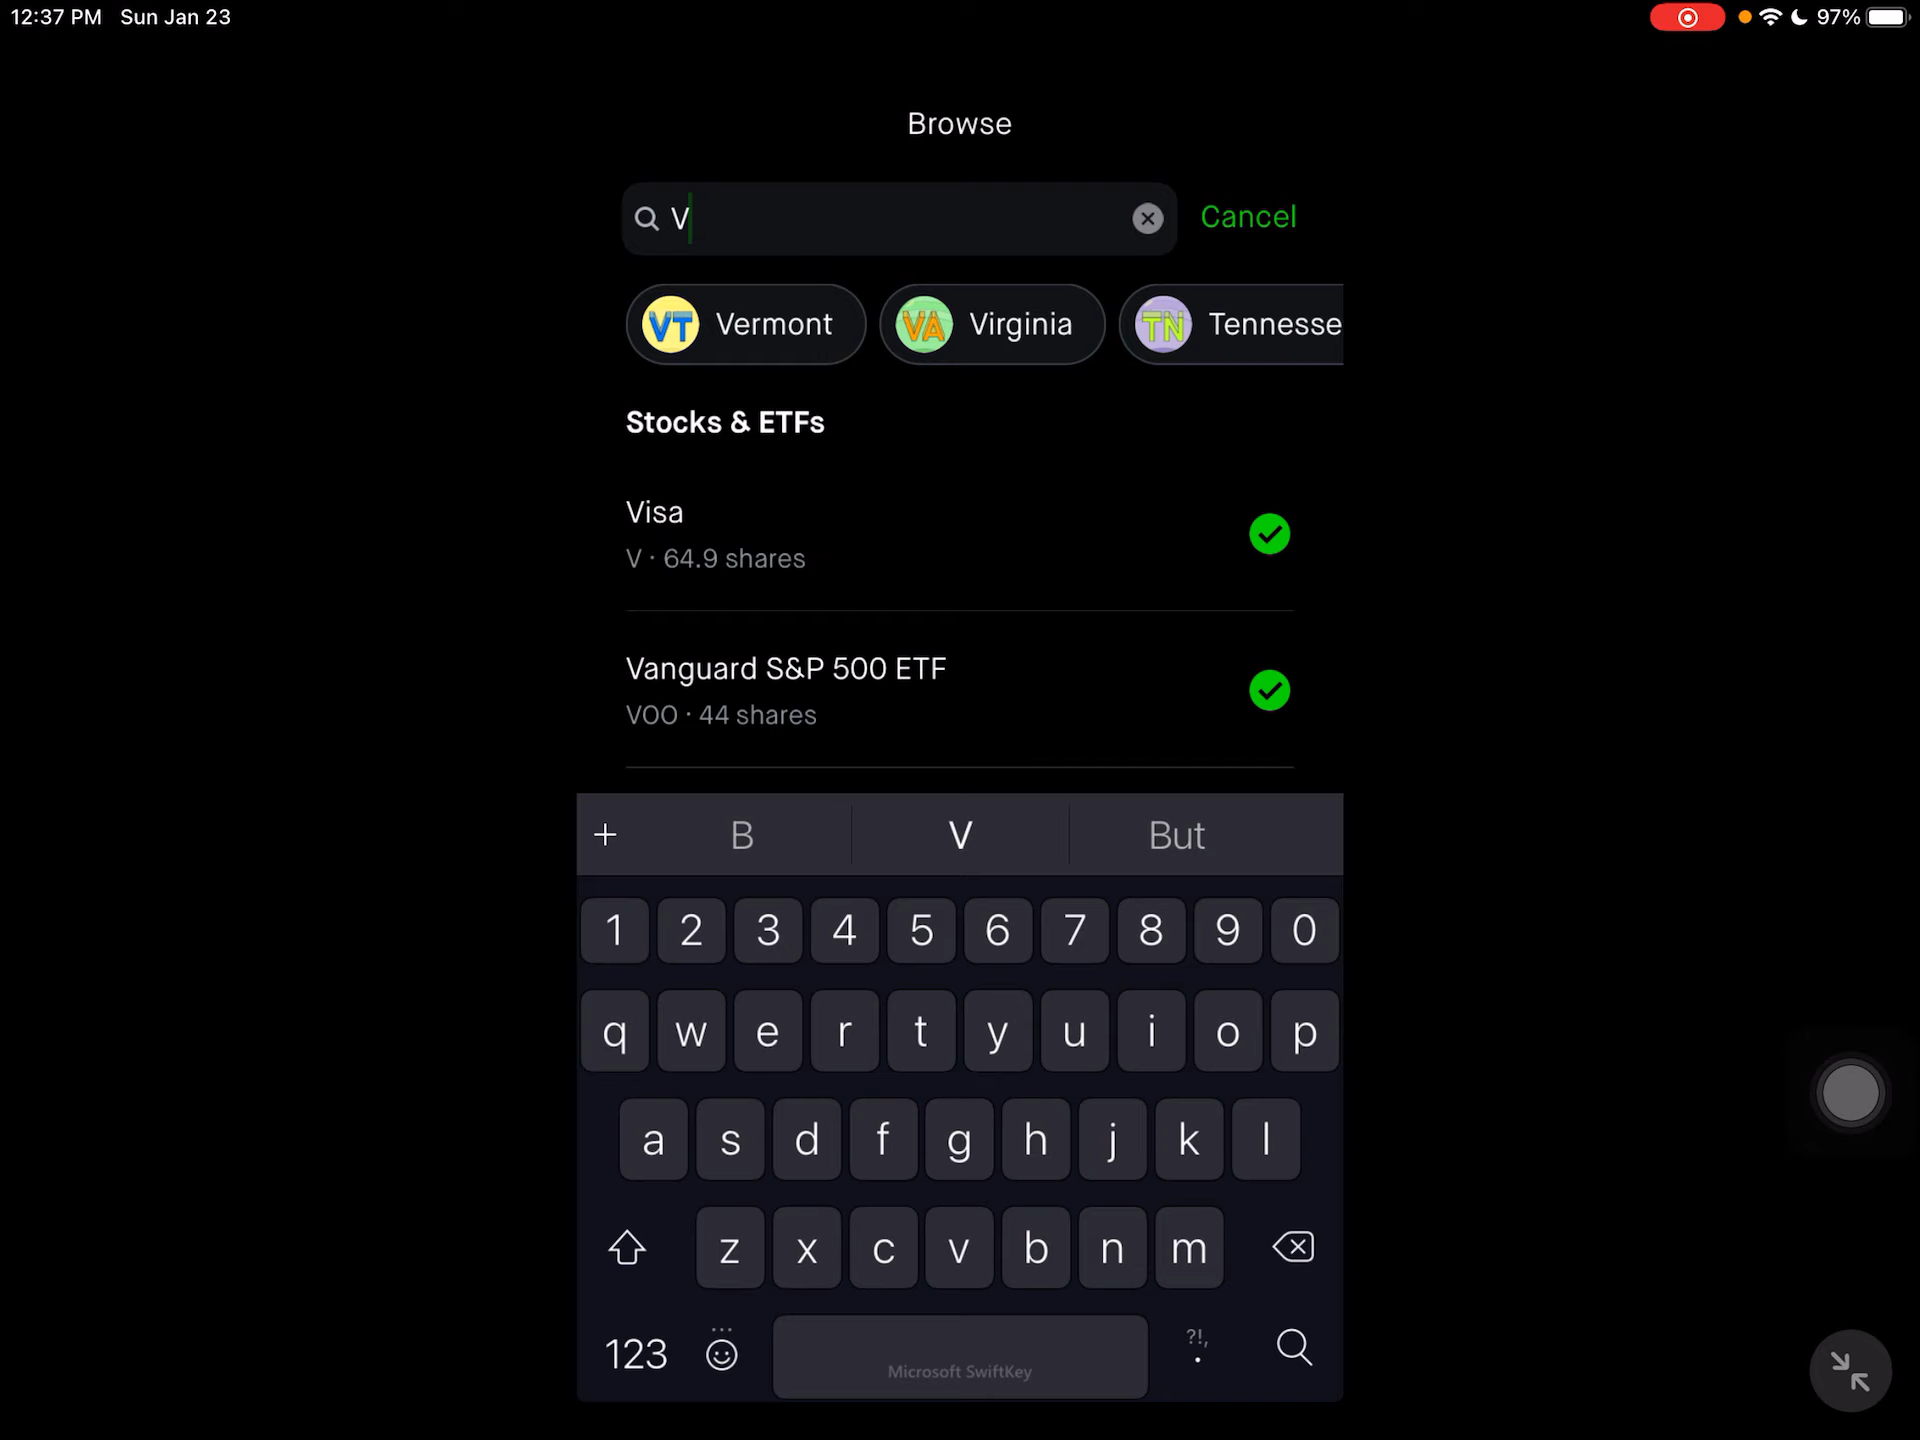 12:37 PM Sun Jan 23 97%
Browse
V Cancel
VT Vermont VA Virginia TN Tennesse
Stocks & ETFs
Visa
V · 64.9 shares
Vanguard S&P 500 ETF
VOO · 44 shares
+ B V But
1 2 3 4 5 6 7 8 9 0
q w e r t y u i o p
a s d f g h j k l
z x c v b n m
123 Microsoft SwiftKey ?!, .